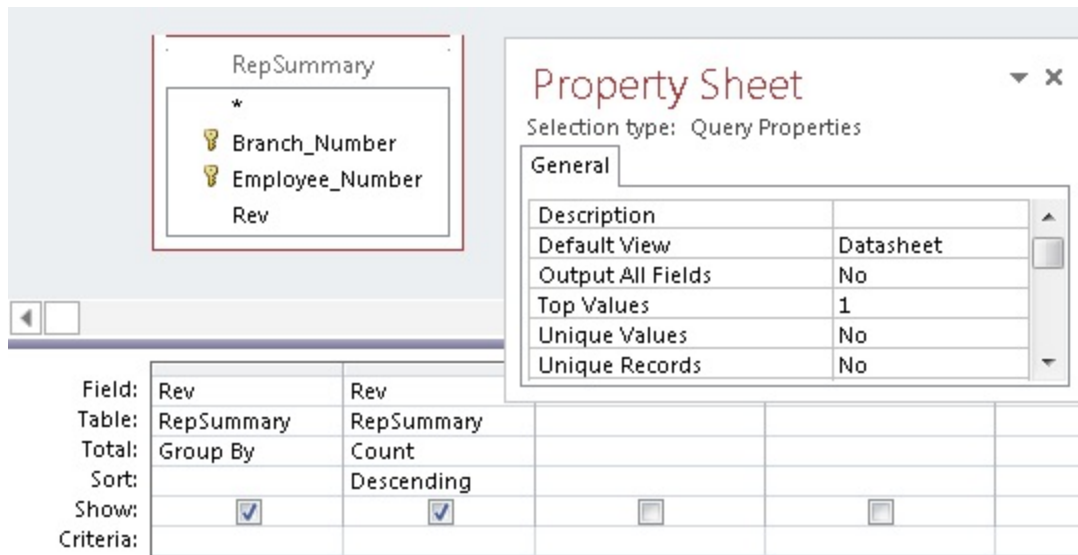 RepSummary
*
Branch_Number
Employee_Number
Rev
Property Sheet
Selection type: Query Properties
General
Description
Default View Datasheet
Output All Fields No
Top Values 1
Unique Values No
Unique Records No
Field: Rev Rev
Table: RepSummary RepSummary
Total: Group By Count
Sort: Descending
Show:
Criteria: